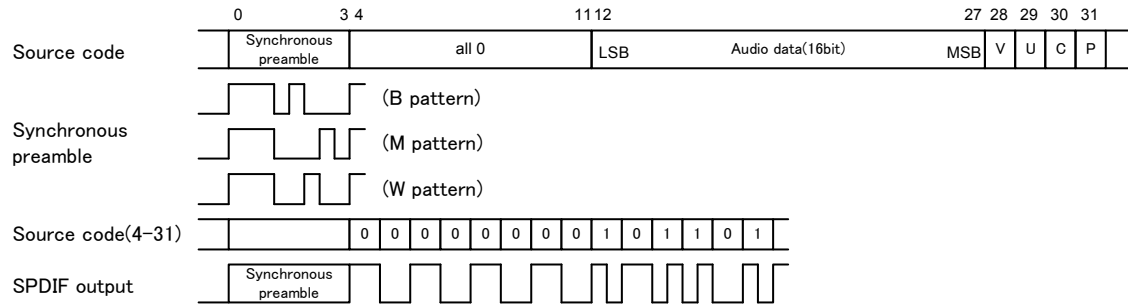 0 3 4 11 12 27 28 29 30 31
Source code Synchronous preamble all 0 LSB Audio data(16bit) MSB V U C P
(B pattern)
Synchronous preamble (M pattern)
(W pattern)
Source code(4-31) 0 0 0 0 0 0 0 0 1 0 1 1 0 1
SPDIF output Synchronous preamble